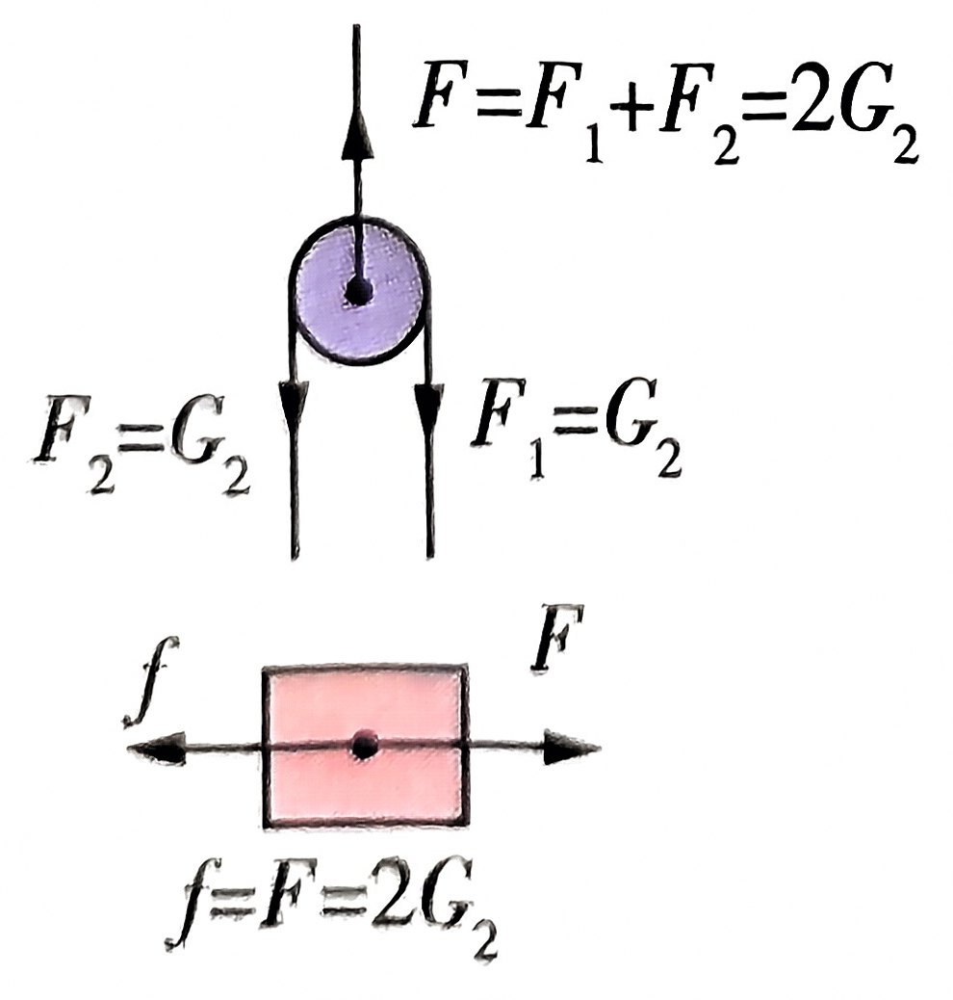 F=F₁+F₂=2G₂
F₂=G₂
F₁=G₂
f
F
f=F=2G₂